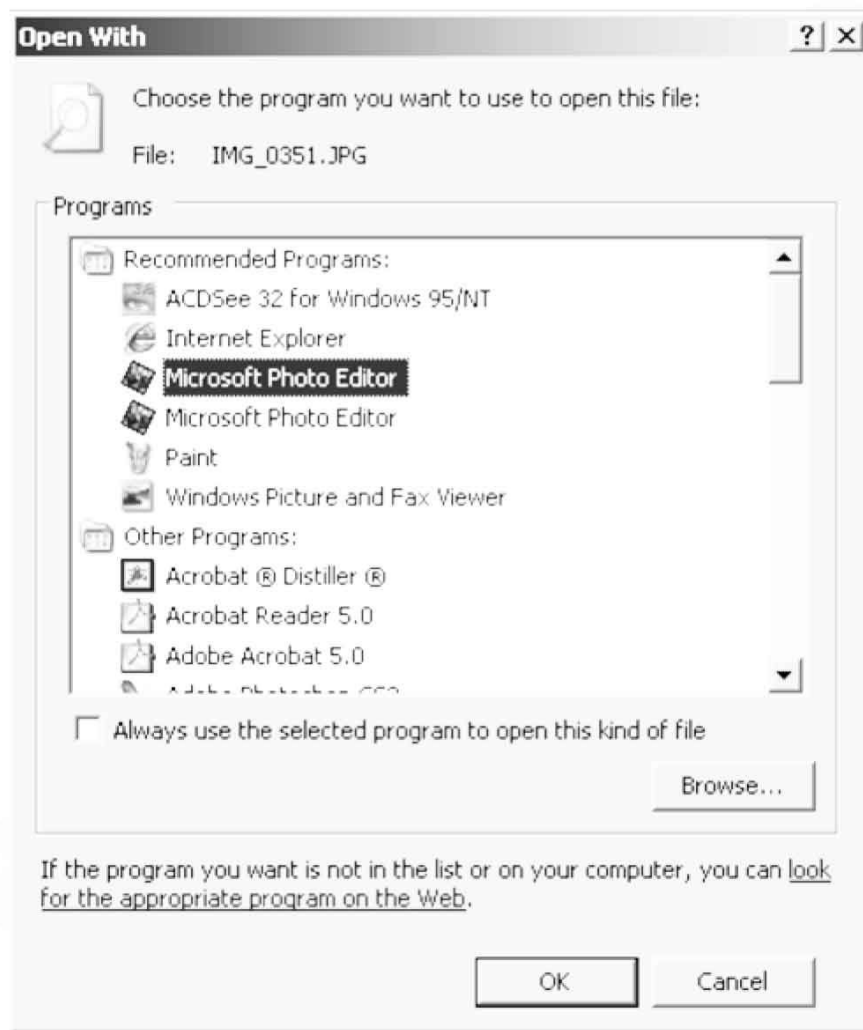 Open With
? ×
Choose the program you want to use to open this file:
File: IMG_0351.JPG
Programs
Recommended Programs:
ACDSee 32 for Windows 95/NT
Internet Explorer
Microsoft Photo Editor
Microsoft Photo Editor
Paint
Windows Picture and Fax Viewer
Other Programs:
Acrobat ® Distiller ®
Acrobat Reader 5.0
Adobe Acrobat 5.0
Always use the selected program to open this kind of file
Browse...
If the program you want is not in the list or on your computer, you can look
for the appropriate program on the Web.
OK Cancel